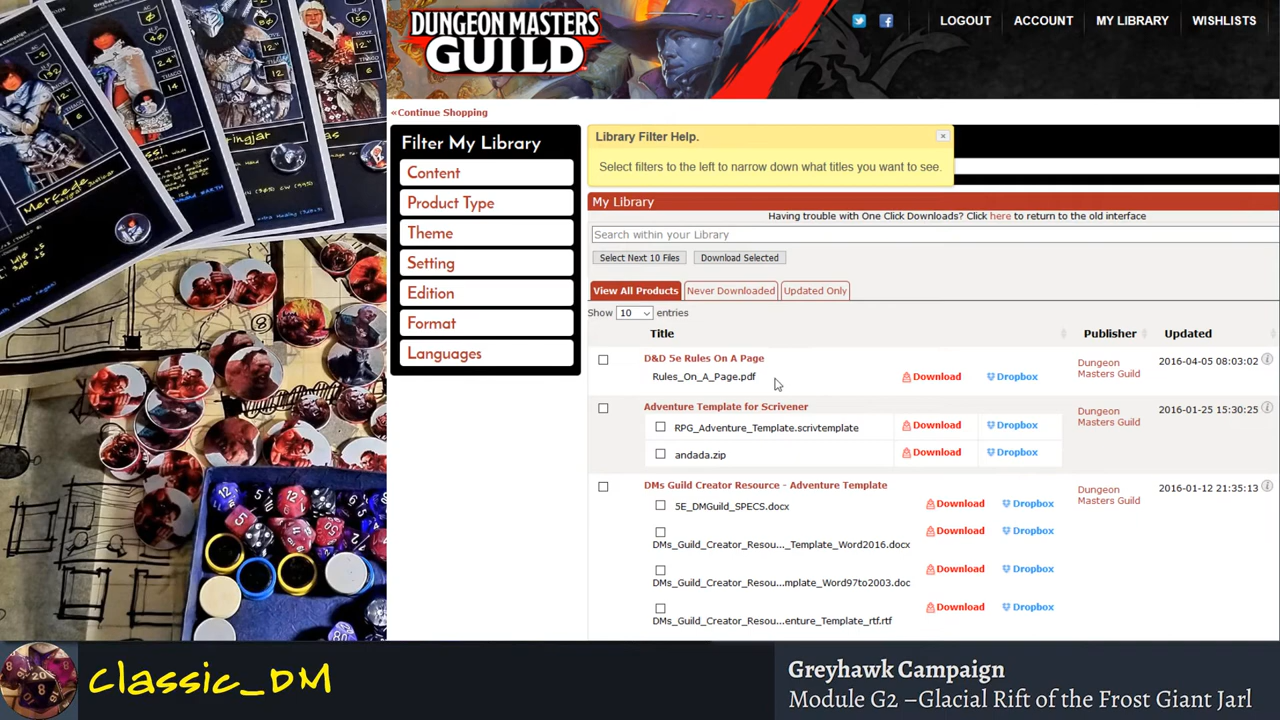 DUNGEON MASTERS
GUILD
LOGOUT
ACCOUNT
MY LIBRARY
WISHLISTS
«Continue Shopping
Filter My Library
Content
Product Type
Theme
Setting
Edition
Format
Languages
Library Filter Help.
Select filters to the left to narrow down what titles you want to see.
My Library
Having trouble with One Click Downloads? Click here to return to the old interface
Search within your Library
Select Next 10 Files
Download Selected
View All Products
Never Downloaded
Updated Only
Show 10 entries
Title Publisher Updated
D&D 5e Rules On A Page
Rules_On_A_Page.pdf Download Dropbox
Dungeon
Masters Guild
2016-04-05 08:03:02
Adventure Template for Scrivener
RPG_Adventure_Template.scrivtemplate Download Dropbox
andada.zip Download Dropbox
Dungeon
Masters Guild
2016-01-25 15:30:25
DMs Guild Creator Resource - Adventure Template
5E_DMGuild_SPECS.docx Download Dropbox
DMs_Guild_Creator_Resou..._Template_Word2016.docx Download Dropbox
DMs_Guild_Creator_Resou...mplate_Word97to2003.doc Download Dropbox
DMs_Guild_Creator_Resou...enture_Template_rtf.rtf Download Dropbox
Dungeon
Masters Guild
2016-01-12 21:35:13
Mercede
AC
MOVE
THACO
14
12"
12
8
Classic_DM
Greyhawk Campaign
Module G2 –Glacial Rift of the Frost Giant Jarl